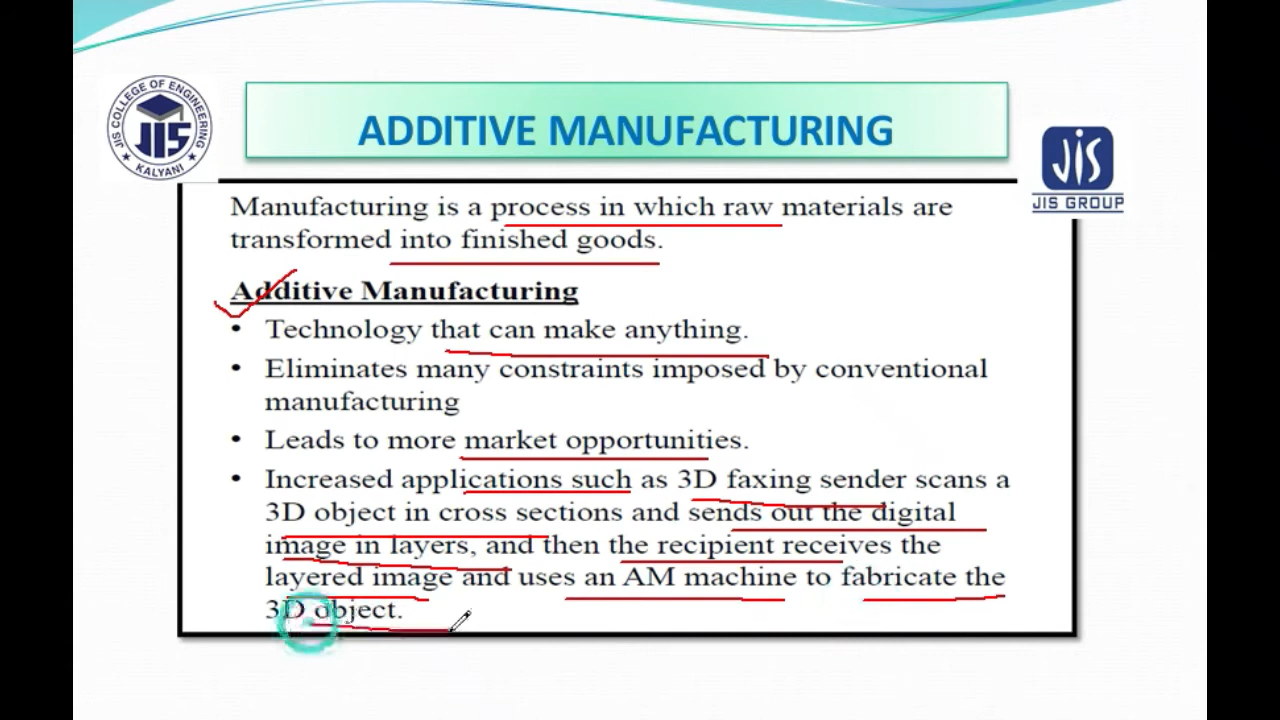 ADDITIVE MANUFACTURING
JIS COLLEGE OF ENGINEERING
JIS
KALYANI
JiS
JIS GROUP
Manufacturing is a process in which raw materials are
transformed into finished goods.
Additive Manufacturing
• Technology that can make anything.
• Eliminates many constraints imposed by conventional
manufacturing
• Leads to more market opportunities.
• Increased applications such as 3D faxing sender scans a
3D object in cross sections and sends out the digital
image in layers, and then the recipient receives the
layered image and uses an AM machine to fabricate the
3D object.